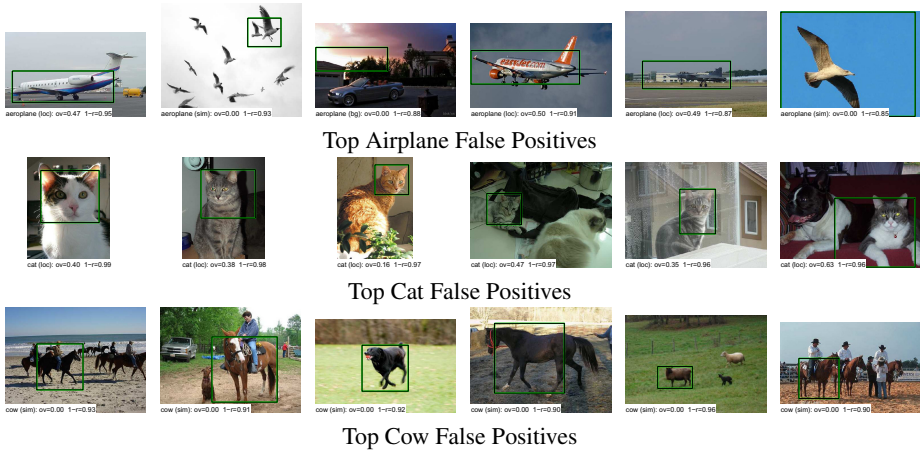 aeroplane (loc): ov=0.47 1−r=0.95
aeroplane (sim): ov=0.00 1−r=0.93
aeroplane (bg): ov=0.00 1−r=0.88
easyJet.com
aeroplane (loc): ov=0.50 1−r=0.91
aeroplane (loc): ov=0.49 1−r=0.87
aeroplane (sim): ov=0.00 1−r=0.85
Top Airplane False Positives
cat (loc): ov=0.40 1−r=0.99
cat (loc): ov=0.38 1−r=0.98
cat (loc): ov=0.16 1−r=0.97
cat (loc): ov=0.47 1−r=0.97
cat (loc): ov=0.35 1−r=0.96
cat (loc): ov=0.63 1−r=0.96
Top Cat False Positives
cow (sim): ov=0.00 1−r=0.93
cow (sim): ov=0.00 1−r=0.91
cow (sim): ov=0.00 1−r=0.92
cow (sim): ov=0.00 1−r=0.90
cow (sim): ov=0.00 1−r=0.96
cow (sim): ov=0.00 1−r=0.90
Top Cow False Positives